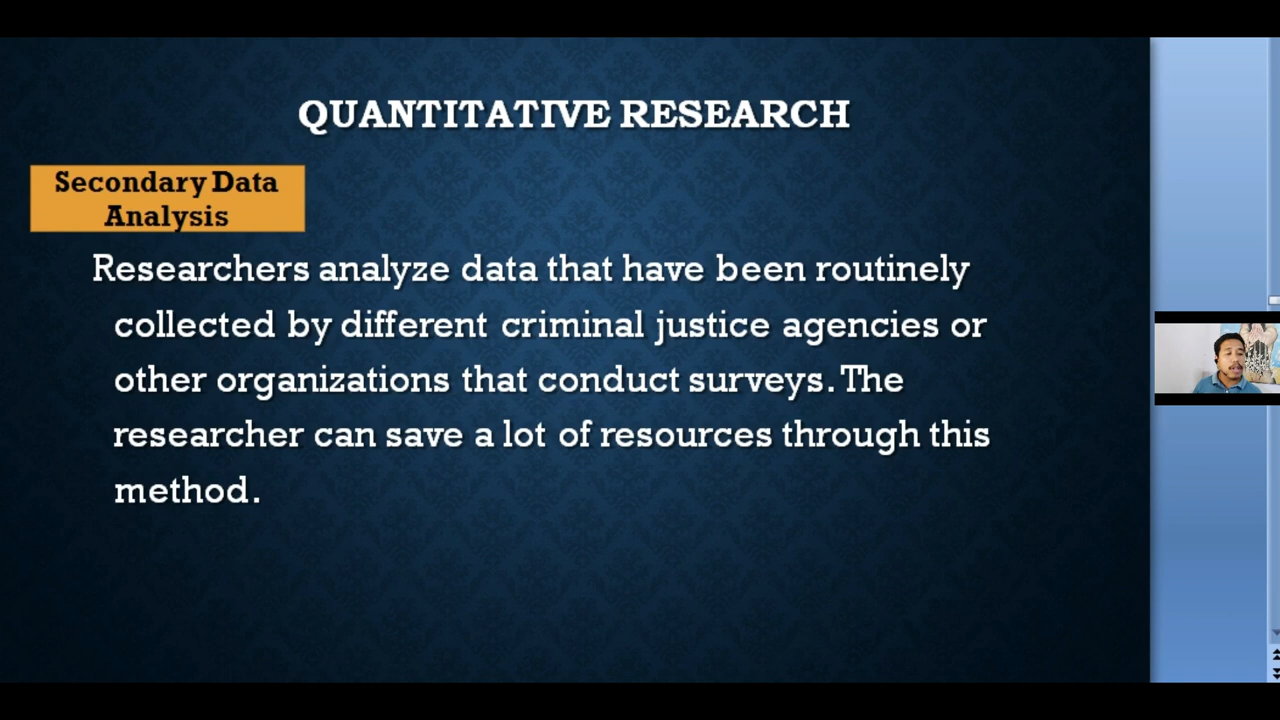 QUANTITATIVE RESEARCH
Secondary Data
Analysis
Researchers analyze data that have been routinely
collected by different criminal justice agencies or
other organizations that conduct surveys. The
researcher can save a lot of resources through this
method.